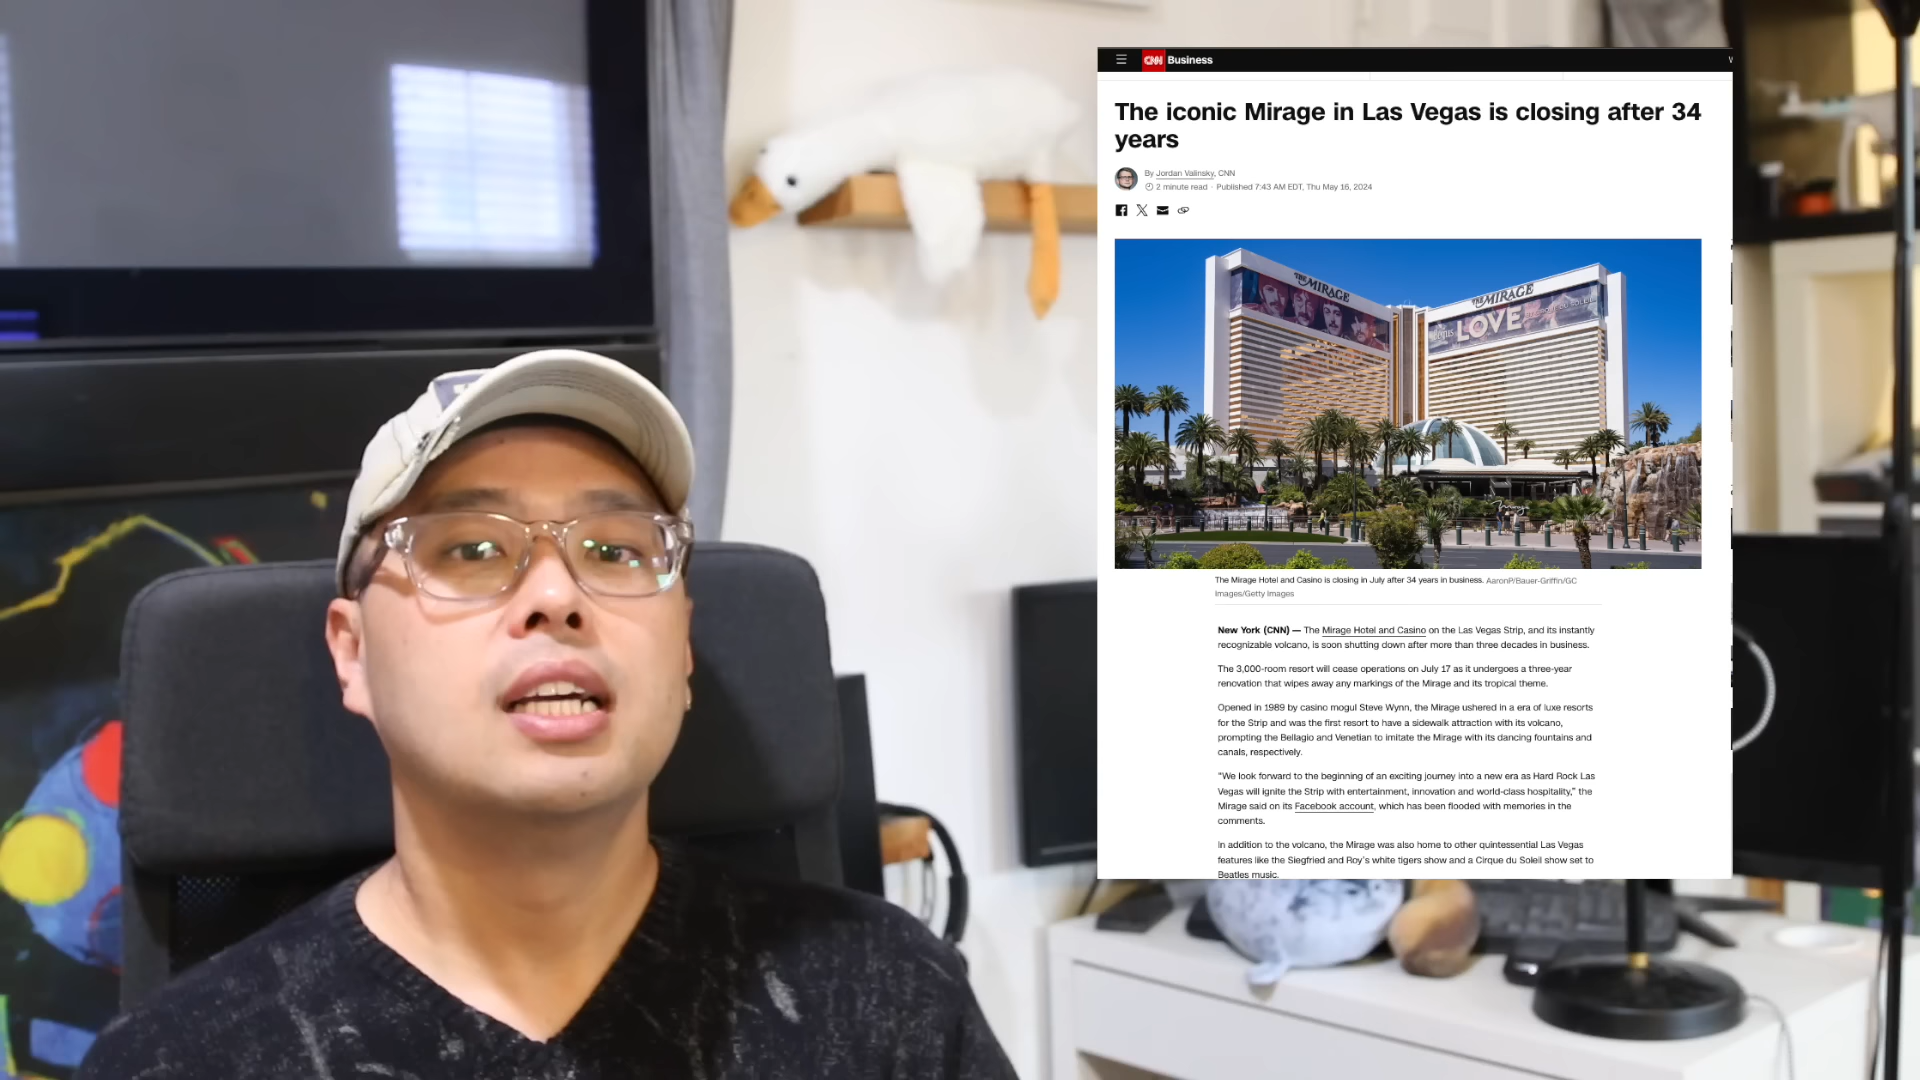 CNN Business
The iconic Mirage in Las Vegas is closing after 34
years
By Jordan Valinsky, CNN
2 minute read · Published 7:43 AM EDT, Thu May 16, 2024
THE MIRAGE
THE MIRAGE
LOVE
The Mirage Hotel and Casino is closing in July after 34 years in business. AaronP/Bauer-Griffin/GC
Images/Getty Images
New York (CNN) — The Mirage Hotel and Casino on the Las Vegas Strip, and its instantly
recognizable volcano, is soon shutting down after more than three decades in business.
The 3,000-room resort will cease operations on July 17 as it undergoes a three-year
renovation that wipes away any markings of the Mirage and its tropical theme.
Opened in 1989 by casino mogul Steve Wynn, the Mirage ushered in a era of luxe resorts
for the Strip and was the first resort to have a sidewalk attraction with its volcano,
prompting the Bellagio and Venetian to imitate the Mirage with its dancing fountains and
canals, respectively.
“We look forward to the beginning of an exciting journey into a new era as Hard Rock Las
Vegas will ignite the Strip with entertainment, innovation and world-class hospitality,” the
Mirage said on its Facebook account, which has been flooded with memories in the
comments.
In addition to the volcano, the Mirage was also home to other quintessential Las Vegas
features like the Siegfried and Roy’s white tigers show and a Cirque du Soleil show set to
Beatles music.